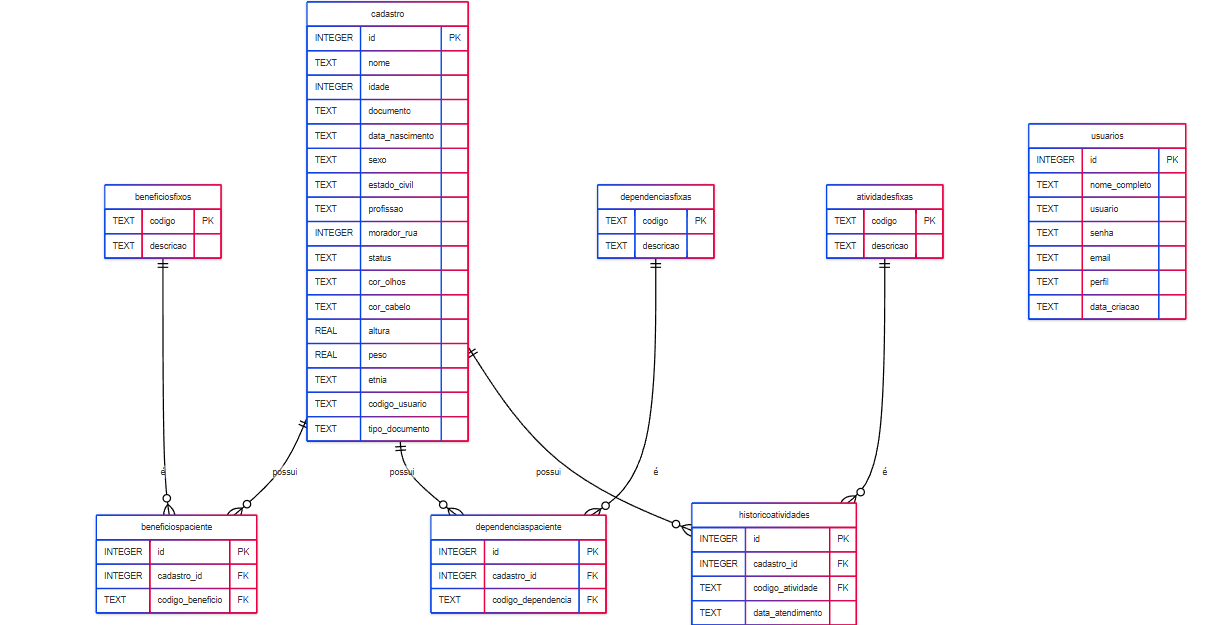 cadastro
INTEGER id PK
TEXT nome
INTEGER idade
TEXT documento
TEXT data_nascimento
TEXT sexo
TEXT estado_civil
TEXT profissao
INTEGER morador_rua
TEXT status
TEXT cor_olhos
TEXT cor_cabelo
REAL altura
REAL peso
TEXT etnia
TEXT codigo_usuario
TEXT tipo_documento
usuarios
INTEGER id PK
TEXT nome_completo
TEXT usuario
TEXT senha
TEXT email
TEXT perfil
TEXT data_criacao
beneficiosfixos
TEXT codigo PK
TEXT descricao
dependenciasfixas
TEXT codigo PK
TEXT descricao
atividadesfixas
TEXT codigo PK
TEXT descricao
é possui possui possui é é
beneficiospaciente
INTEGER id PK
INTEGER cadastro_id FK
TEXT codigo_beneficio FK
dependenciaspaciente
INTEGER id PK
INTEGER cadastro_id FK
TEXT codigo_dependencia FK
historicoatividades
INTEGER id PK
INTEGER cadastro_id FK
TEXT codigo_atividade FK
TEXT data_atendimento